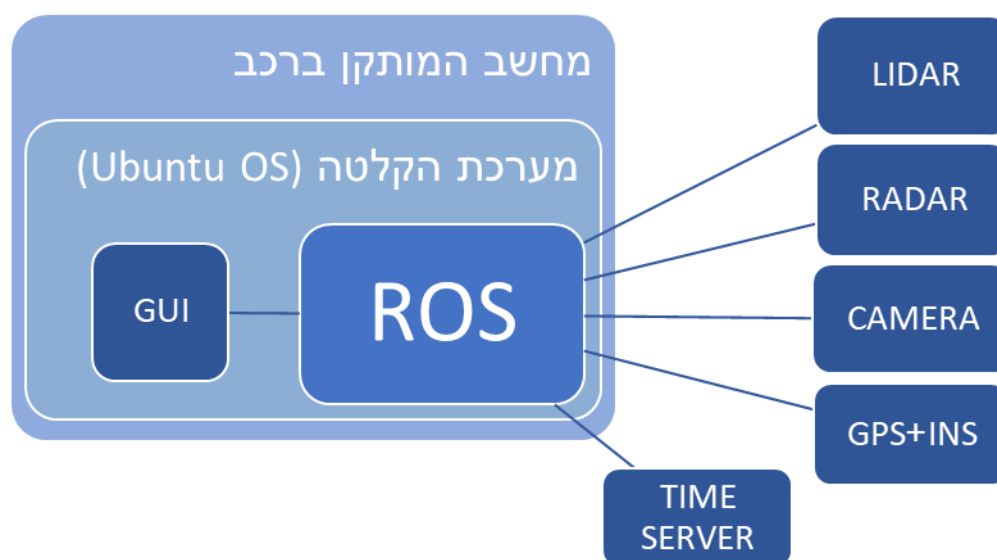 מחשב המותקן ברכב
מערכת הקלטה (Ubuntu OS)
GUI
ROS
LIDAR
RADAR
CAMERA
GPS+INS
TIME
SERVER